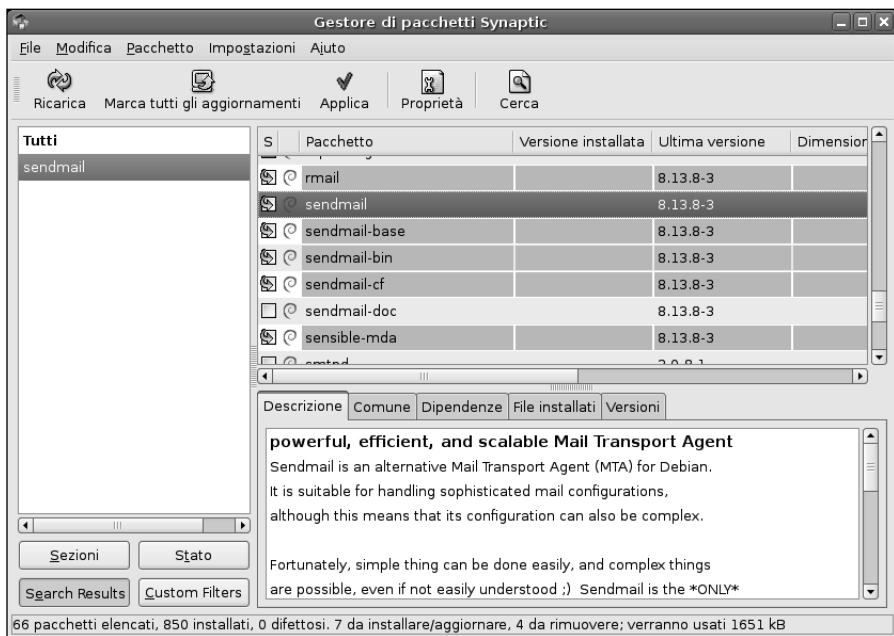 Gestore di pacchetti Synaptic
File Modifica Pacchetto Impostazioni Aiuto
Ricarica Marca tutti gli aggiornamenti Applica Proprietà Cerca
Tutti
sendmail
S Pacchetto Versione installata Ultima versione Dimension
rmail 8.13.8-3
sendmail 8.13.8-3
sendmail-base 8.13.8-3
sendmail-bin 8.13.8-3
sendmail-cf 8.13.8-3
sendmail-doc 8.13.8-3
sensible-mda 8.13.8-3
Descrizione Comune Dipendenze File installati Versioni
powerful, efficient, and scalable Mail Transport Agent
Sendmail is an alternative Mail Transport Agent (MTA) for Debian.
It is suitable for handling sophisticated mail configurations,
although this means that its configuration can also be complex.
Fortunately, simple thing can be done easily, and complex things
are possible, even if not easily understood ;) Sendmail is the *ONLY*
Sezioni Stato
Search Results Custom Filters
66 pacchetti elencati, 850 installati, 0 difettosi. 7 da installare/aggiornare, 4 da rimuovere; verranno usati 1651 kB